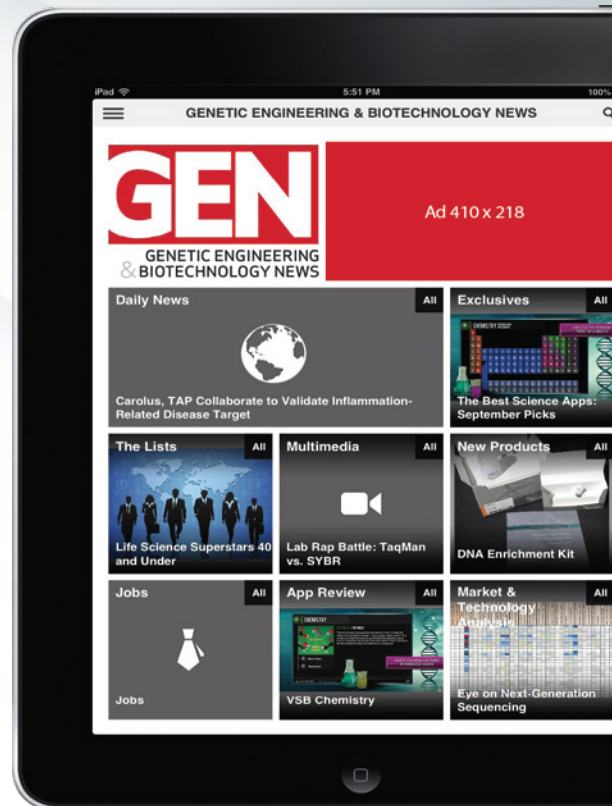 iPad
5:51 PM
100%
GENETIC ENGINEERING & BIOTECHNOLOGY NEWS
GEN
GENETIC ENGINEERING
& BIOTECHNOLOGY NEWS
Ad 410 x 218
Daily News
All
Carolus, TAP Collaborate to Validate Inflammation-
Related Disease Target
Exclusives
All
CHEMISTRY
The Best Science Apps:
September Picks
The Lists
All
Life Science Superstars 40
and Under
Multimedia
All
Lab Rap Battle: TaqMan
vs. SYBR
New Products
All
DNA Enrichment Kit
Jobs
All
Jobs
App Review
All
CHEMISTRY
VSB Chemistry
Market &
Technology
Analysis
All
Eye on Next-Generation
Sequencing